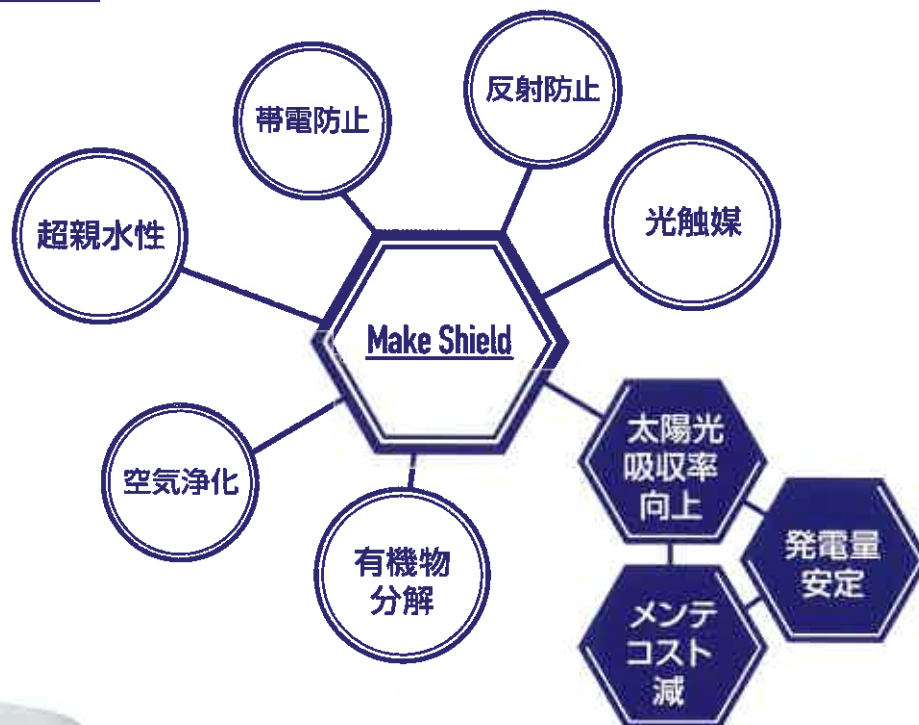 反射防止
帯電防止
光触媒
超親水性
Make Shield
太陽光
吸収率
向上
空気浄化
発電量
安定
有機物
分解
メンテ
コスト
減